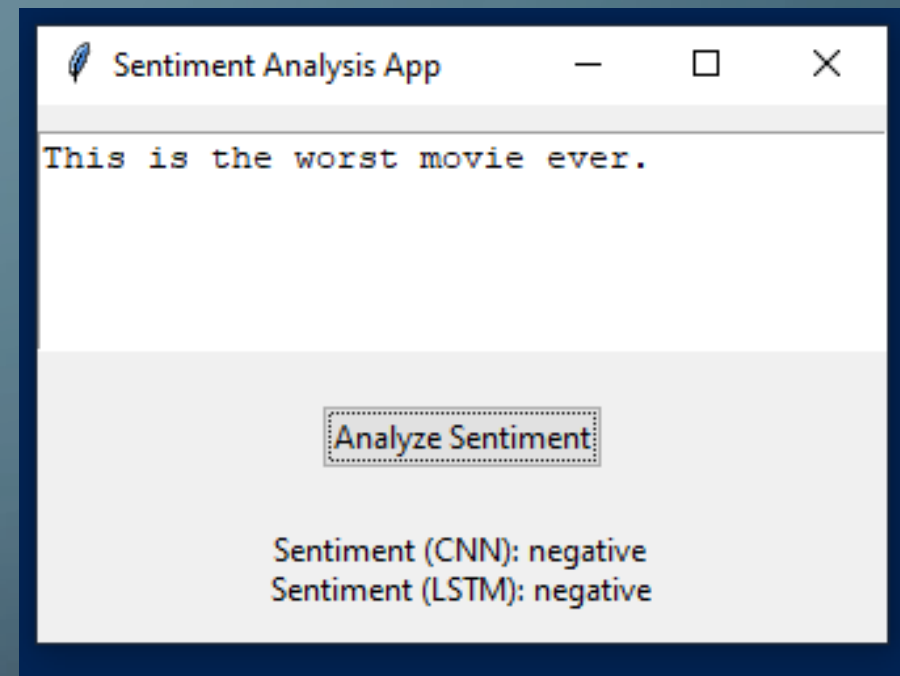 Sentiment Analysis App
This is the worst movie ever.
Analyze Sentiment
Sentiment (CNN): negative
Sentiment (LSTM): negative